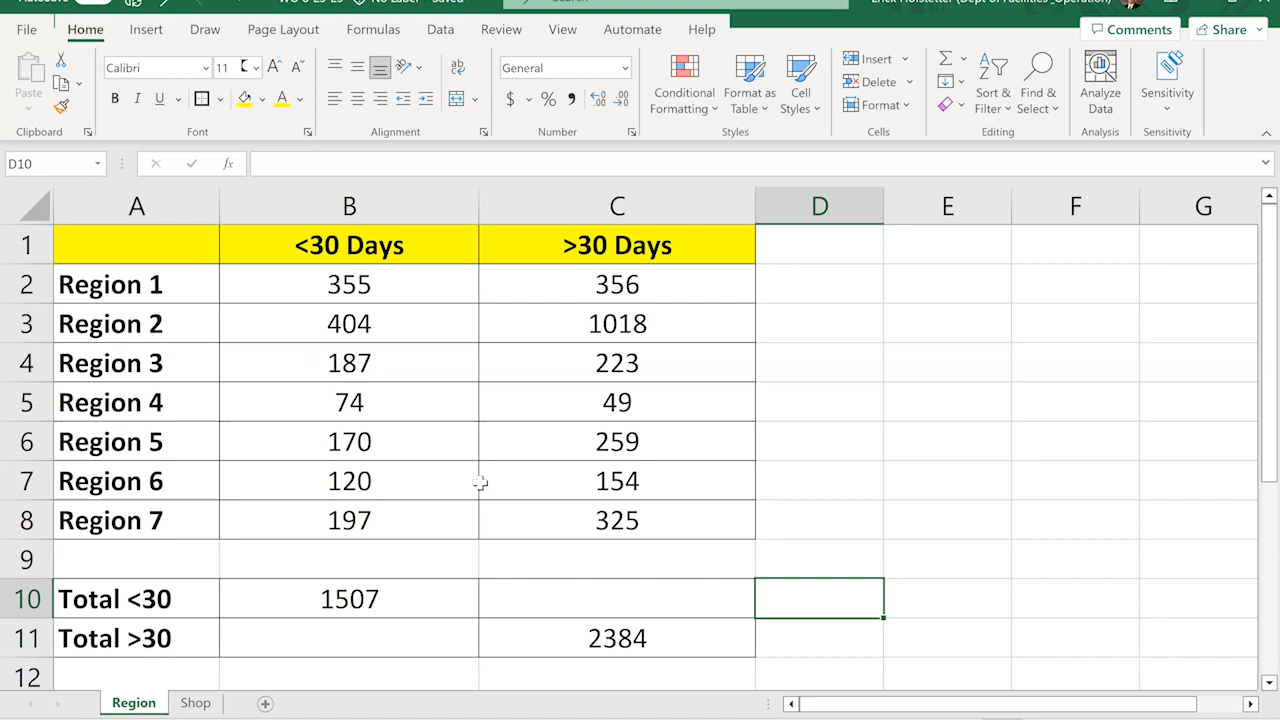 File Home Insert Draw Page Layout Formulas Data Review View Automate Help Comments Share
Paste
Calibri 11
B I U
General
$ % 9
Conditional Formatting
Format as Table
Cell Styles
Insert
Delete
Format
Sort & Filter
Find & Select
Analyze Data
Sensitivity
Clipboard Font Alignment Number Styles Cells Editing Analysis Sensitivity
D10 fx
A B C D E F G
1 <30 Days >30 Days
2 Region 1 355 356
3 Region 2 404 1018
4 Region 3 187 223
5 Region 4 74 49
6 Region 5 170 259
7 Region 6 120 154
8 Region 7 197 325
9
10 Total <30 1507
11 Total >30 2384
12
Region Shop